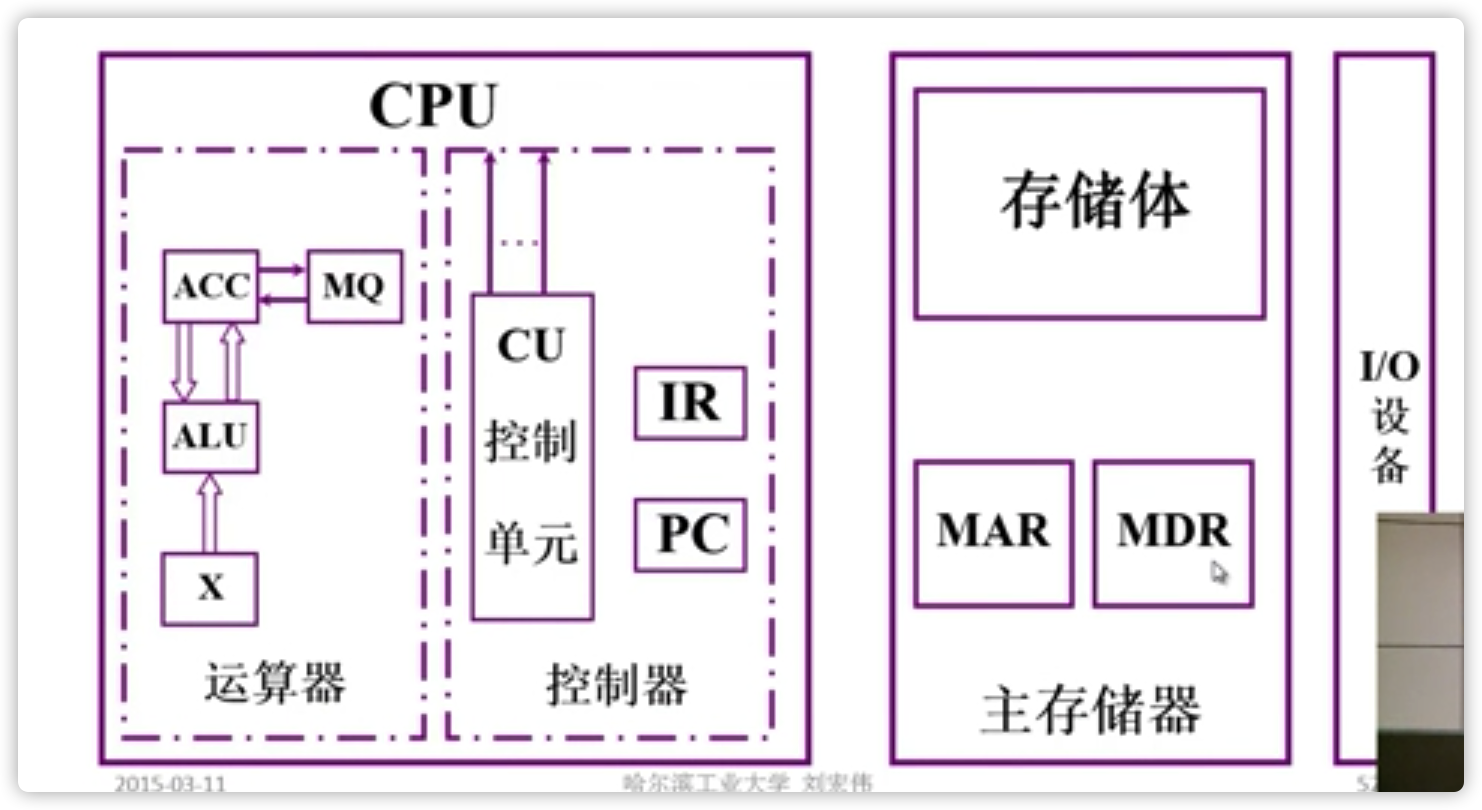 CPU
ACC
MQ
ALU
X
运算器
CU
控制
单元
IR
PC
控制器
存储体
MAR
MDR
主存储器
I/O
设
备
2015-03-11
哈尔滨工业大学 刘宏伟